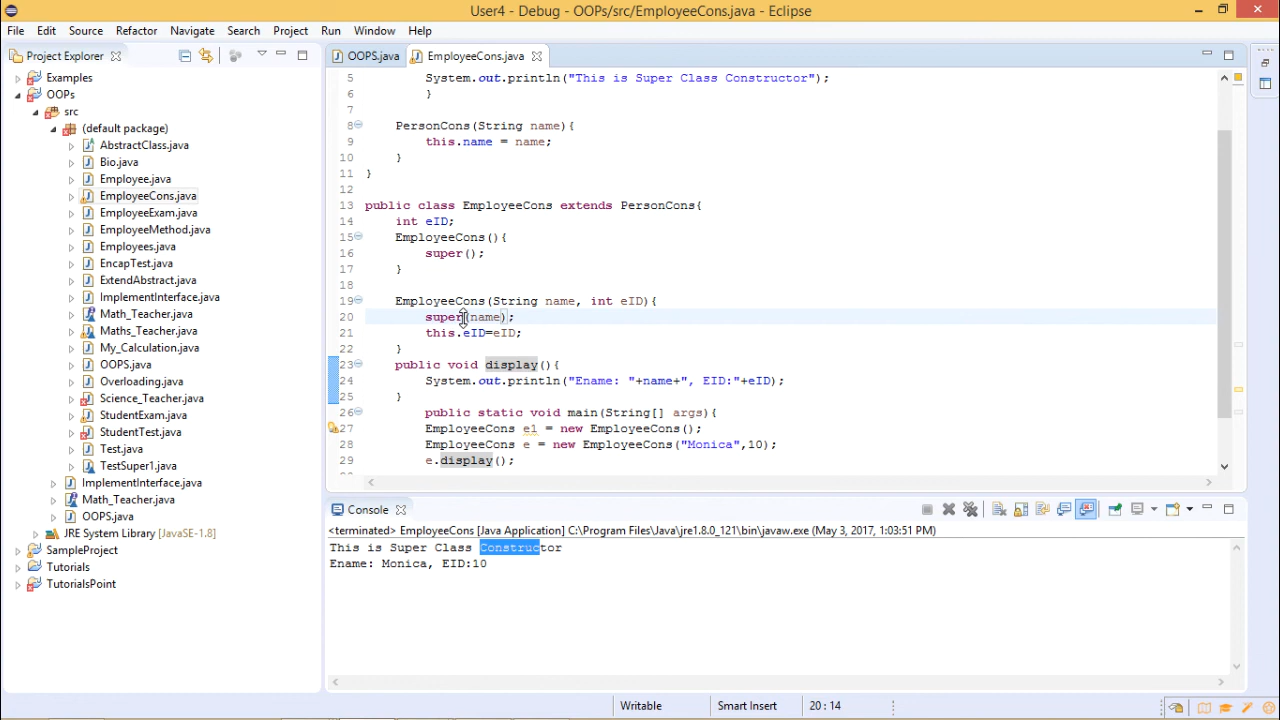 User4 - Debug - OOPs/src/EmployeeCons.java - Eclipse
File Edit Source Refactor Navigate Search Project Run Window Help
Project Explorer
OOPS.java
EmployeeCons.java
Examples
OOPs
src
(default package)
AbstractClass.java
Bio.java
Employee.java
EmployeeCons.java
EmployeeExam.java
EmployeeMethod.java
Employees.java
EncapTest.java
ExtendAbstract.java
ImplementInterface.java
Math_Teacher.java
Maths_Teacher.java
My_Calculation.java
OOPS.java
Overloading.java
Science_Teacher.java
StudentExam.java
StudentTest.java
Test.java
TestSuper1.java
ImplementInterface.java
Math_Teacher.java
OOPS.java
JRE System Library [JavaSE-1.8]
SampleProject
Tutorials
TutorialsPoint
5 System.out.println("This is Super Class Constructor");
6 }
7
8 PersonCons(String name){
9 this.name = name;
10 }
11 }
12
13 public class EmployeeCons extends PersonCons{
14 int eID;
15 EmployeeCons(){
16 super();
17 }
18
19 EmployeeCons(String name, int eID){
20 super(name);
21 this.eID=eID;
22 }
23 public void display(){
24 System.out.println("Ename: "+name+", EID:"+eID);
25 }
26 public static void main(String[] args){
27 EmployeeCons e1 = new EmployeeCons();
28 EmployeeCons e = new EmployeeCons("Monica",10);
29 e.display();
Console
<terminated> EmployeeCons [Java Application] C:\Program Files\Java\jre1.8.0_121\bin\javaw.exe (May 3, 2017, 1:03:51 PM)
This is Super Class Constructor
Ename: Monica, EID:10
Writable Smart Insert 20 : 14